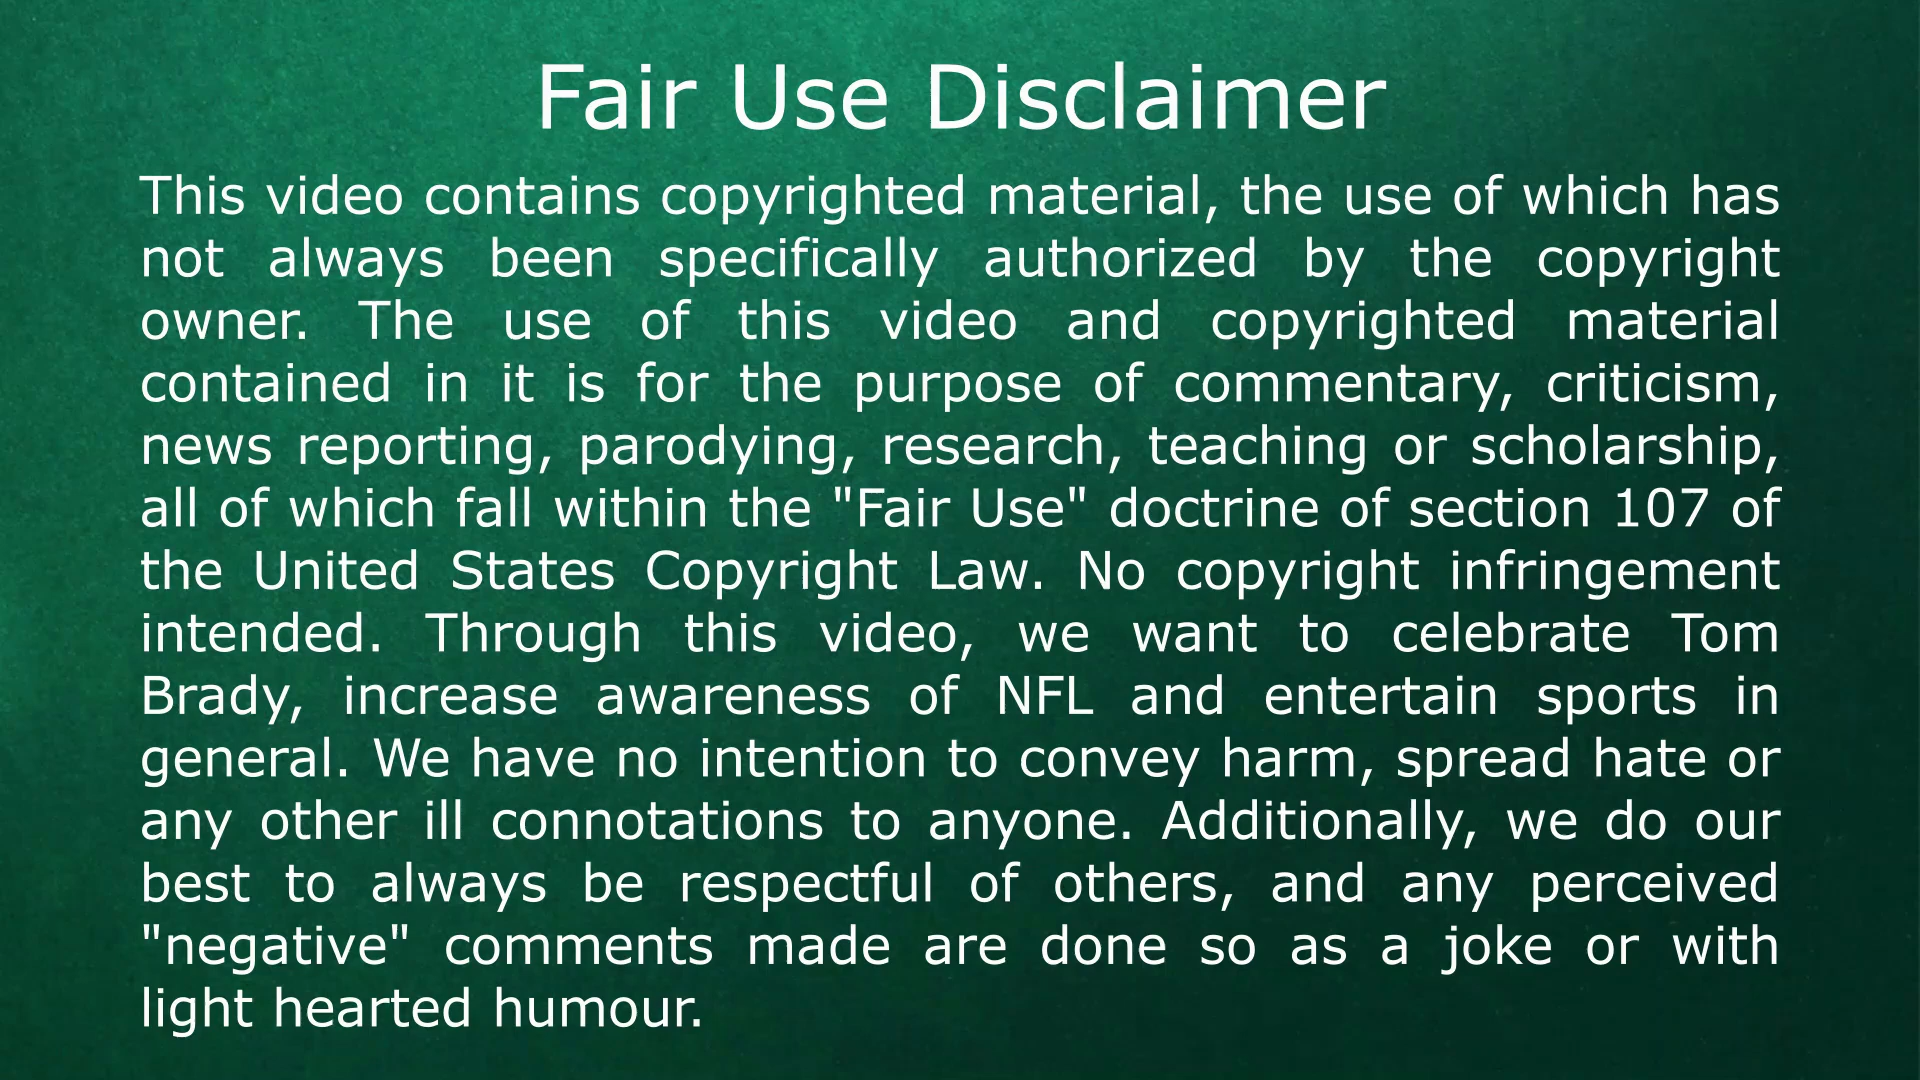 Fair Use Disclaimer
This video contains copyrighted material, the use of which has
not always been specifically authorized by the copyright
owner. The use of this video and copyrighted material
contained in it is for the purpose of commentary, criticism,
news reporting, parodying, research, teaching or scholarship,
all of which fall within the "Fair Use" doctrine of section 107 of
the United States Copyright Law. No copyright infringement
intended. Through this video, we want to celebrate Tom
Brady, increase awareness of NFL and entertain sports in
general. We have no intention to convey harm, spread hate or
any other ill connotations to anyone. Additionally, we do our
best to always be respectful of others, and any perceived
"negative" comments made are done so as a joke or with
light hearted humour.